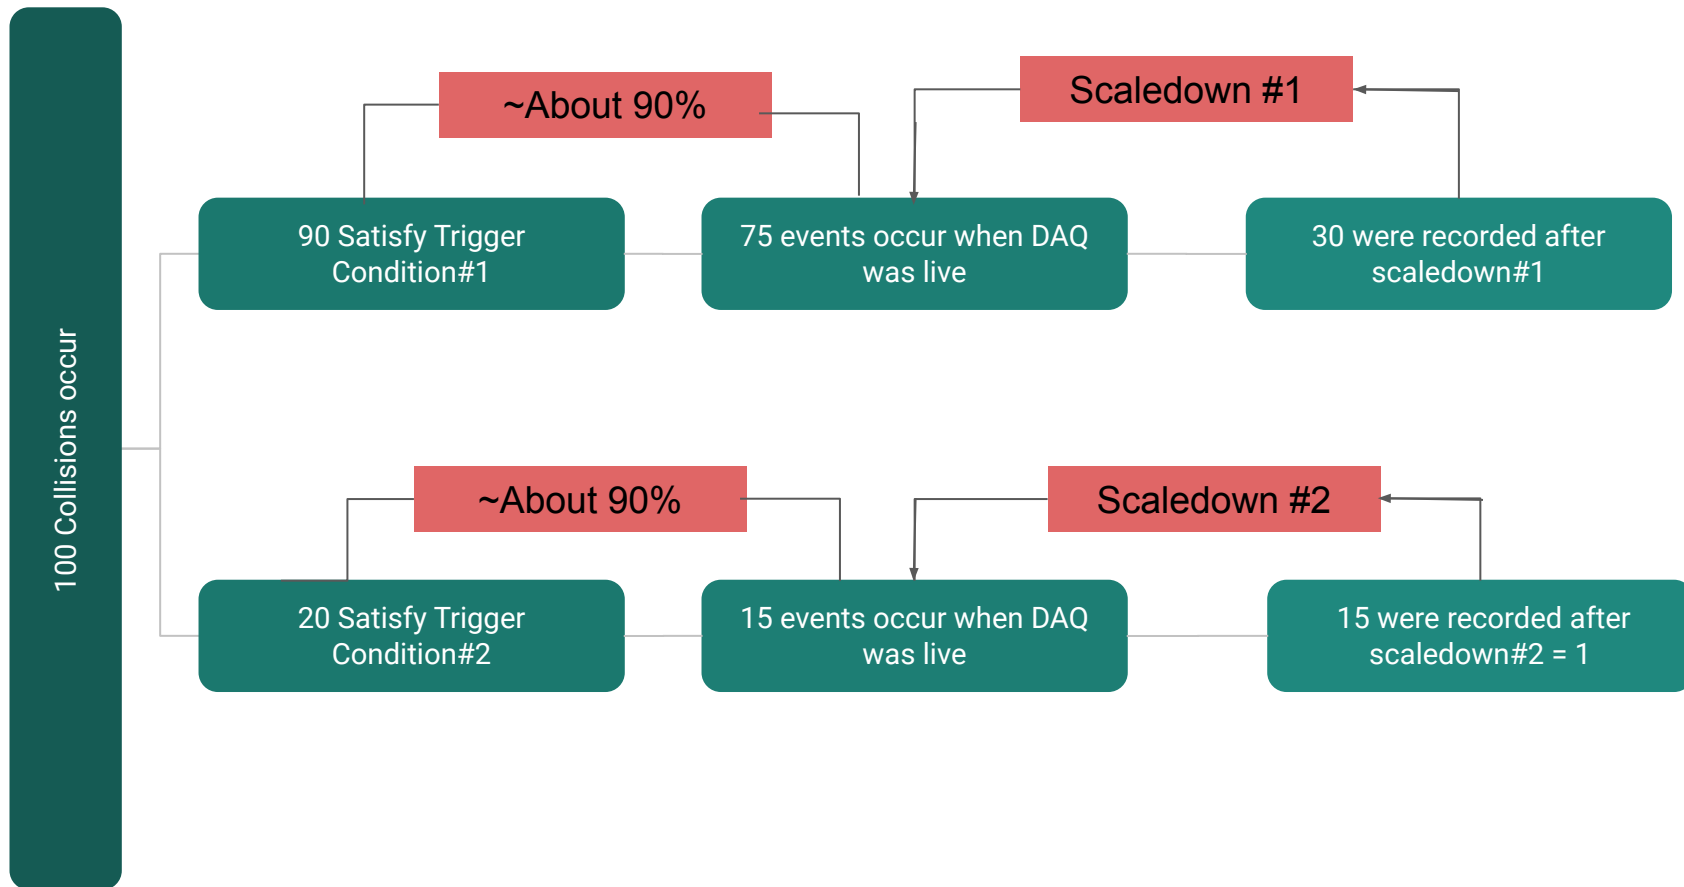 100 Collisions occur
~About 90%
Scaledown #1
90 Satisfy Trigger
Condition#1
75 events occur when DAQ
was live
30 were recorded after
scaledown#1
~About 90%
Scaledown #2
20 Satisfy Trigger
Condition#2
15 events occur when DAQ
was live
15 were recorded after
scaledown#2 = 1